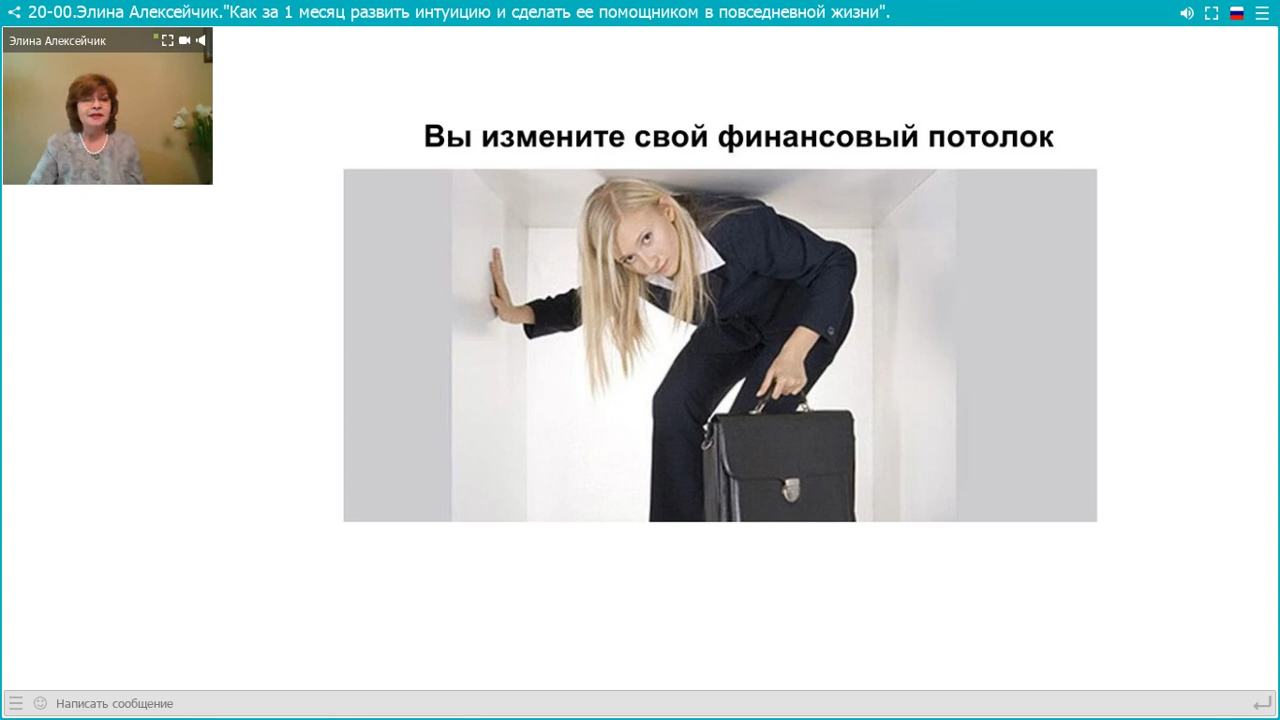 20-00.Элина Алексейчик."Как за 1 месяц развить интуицию и сделать ее помощником в повседневной жизни".
Элина Алексейчик
Вы измените свой финансовый потолок
Написать сообщение